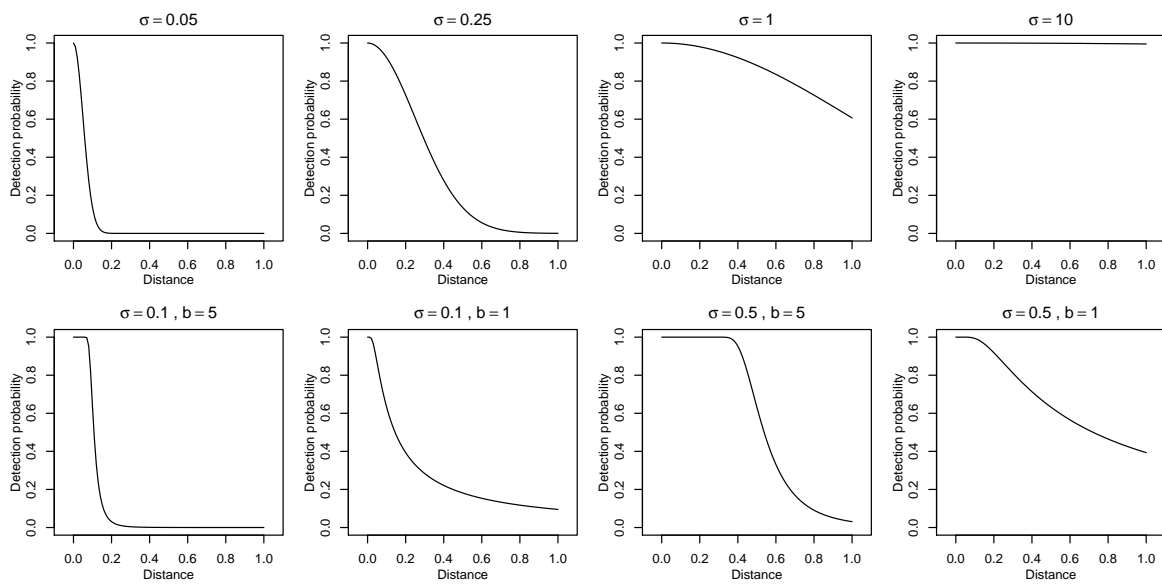 σ = 0.05
Detection probability
0.0 0.2 0.4 0.6 0.8 1.0
0.0 0.2 0.4 0.6 0.8 1.0
Distance
σ = 0.25
Detection probability
0.0 0.2 0.4 0.6 0.8 1.0
0.0 0.2 0.4 0.6 0.8 1.0
Distance
σ = 1
Detection probability
0.0 0.2 0.4 0.6 0.8 1.0
0.0 0.2 0.4 0.6 0.8 1.0
Distance
σ = 10
Detection probability
0.0 0.2 0.4 0.6 0.8 1.0
0.0 0.2 0.4 0.6 0.8 1.0
Distance
σ = 0.1 , b = 5
Detection probability
0.0 0.2 0.4 0.6 0.8 1.0
0.0 0.2 0.4 0.6 0.8 1.0
Distance
σ = 0.1 , b = 1
Detection probability
0.0 0.2 0.4 0.6 0.8 1.0
0.0 0.2 0.4 0.6 0.8 1.0
Distance
σ = 0.5 , b = 5
Detection probability
0.0 0.2 0.4 0.6 0.8 1.0
0.0 0.2 0.4 0.6 0.8 1.0
Distance
σ = 0.5 , b = 1
Detection probability
0.0 0.2 0.4 0.6 0.8 1.0
0.0 0.2 0.4 0.6 0.8 1.0
Distance